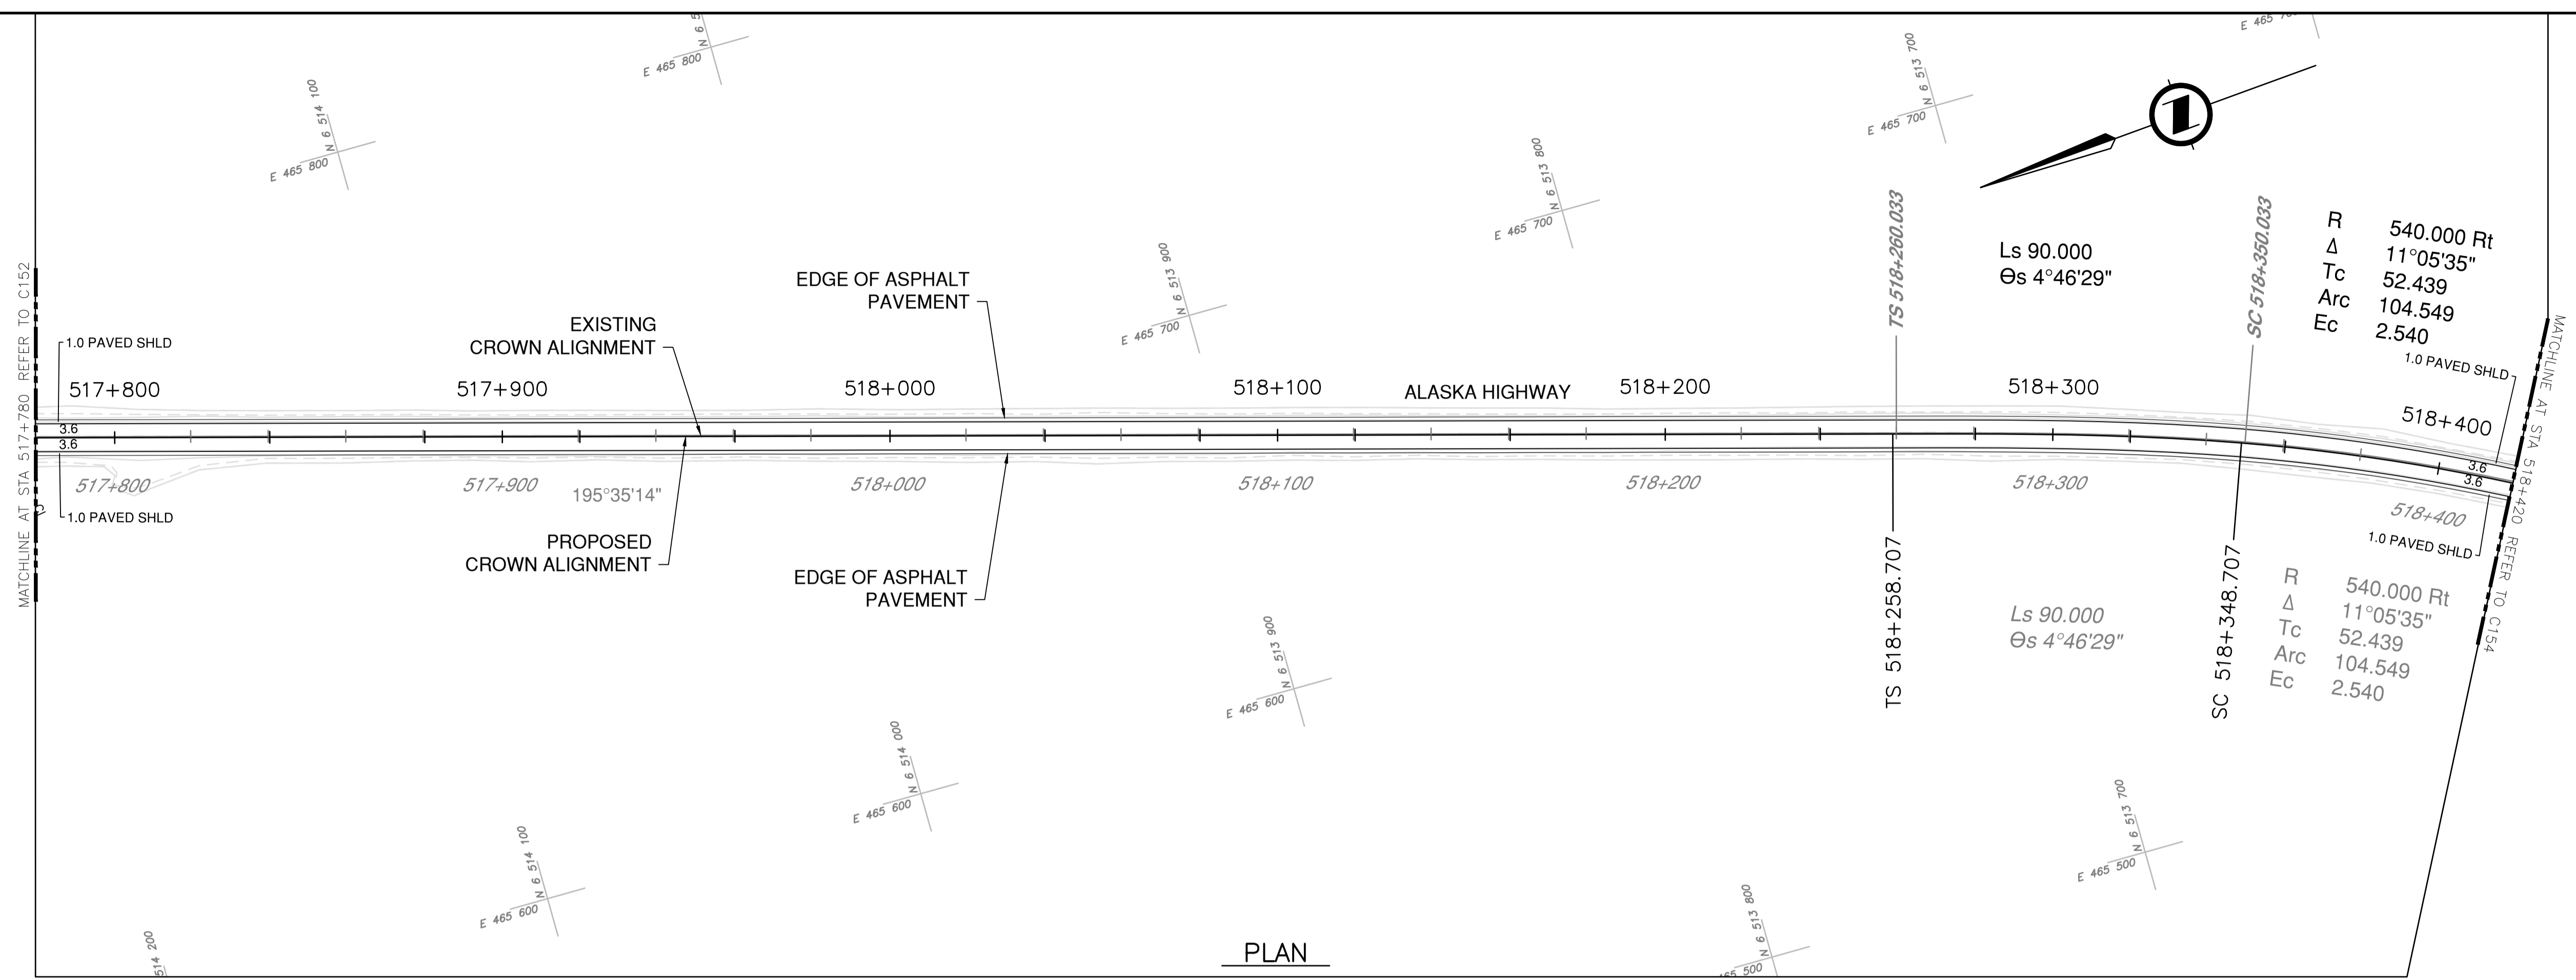 E 465 800
N 6 5
E 465 70
N 6 514 100
E 465 800
N 6 513 700
E 465 700
N 6 513 800
E 465 700
N 6 513 900
E 465 700
TS 518+260.033
Ls 90.000
Ɵs 4°46'29"
SC 518+350.033
R 540.000 Rt
Δ 11°05'35"
Tc 52.439
Arc 104.549
Ec 2.540
MATCHLINE AT STA 517+780 REFER TO C152
1.0 PAVED SHLD
EXISTING
CROWN ALIGNMENT
EDGE OF ASPHALT
PAVEMENT
1.0 PAVED SHLD
MATCHLINE AT STA 518+420 REFER TO C154
517+800
517+900
518+000
518+100
ALASKA HIGHWAY
518+200
518+300
518+400
3.6
3.6
3.6
3.6
517+800
517+900
195°35'14"
518+000
518+100
518+200
518+300
518+400
1.0 PAVED SHLD
1.0 PAVED SHLD
PROPOSED
CROWN ALIGNMENT
EDGE OF ASPHALT
PAVEMENT
TS 518+258.707
Ls 90.000
Ɵs 4°46'29"
SC 518+348.707
R 540.000 Rt
Δ 11°05'35"
Tc 52.439
Arc 104.549
Ec 2.540
N 6 513 900
E 465 600
N 6 514 000
E 465 600
N 6 514 100
E 465 600
N 6 513 700
E 465 500
N 6 513 800
500
514 200
PLAN